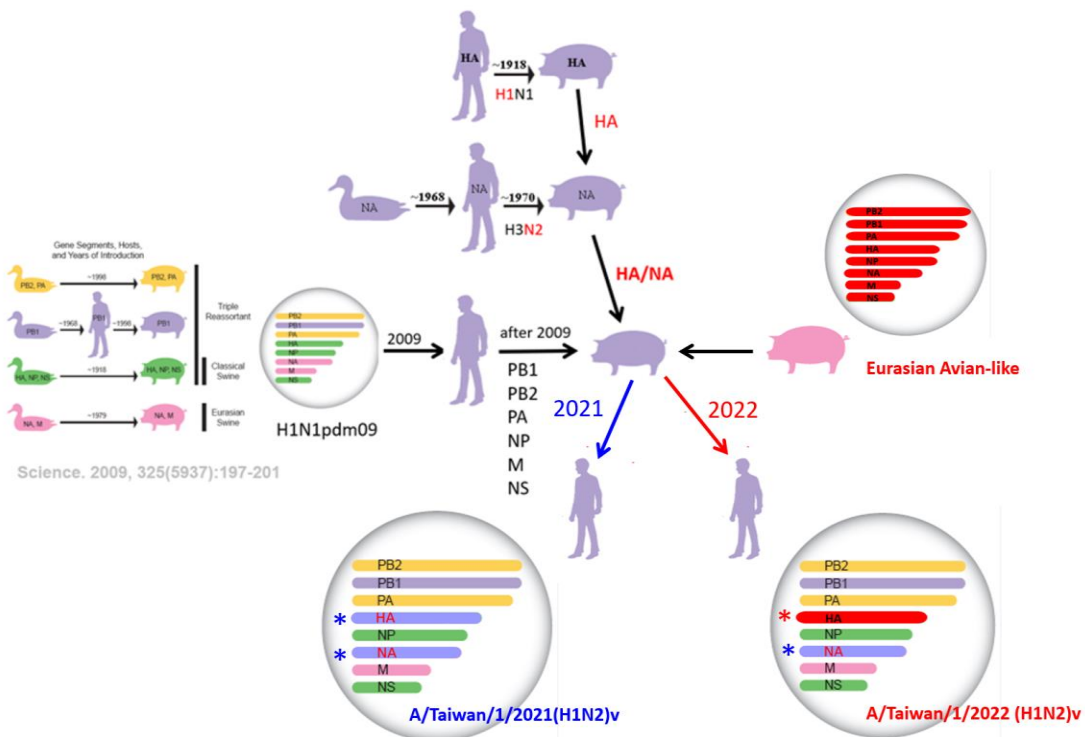 HA
~1918
H1N1
HA
HA
NA
~1968
NA
~1970
H3N2
NA
HA/NA
PB2
PB1
PA
HA
NP
NA
M
NS
Eurasian Avian-like
Gene Segments, Hosts,
and Years of Introduction
PB2, PA
~1998
PB2, PA
PB1
~1968
PB1
~1998
PB1
Triple
Reassortant
HA, NP, NS
~1918
HA, NP, NS
Classical
Swine
NA, M
~1979
NA, M
Eurasian
Swine
PB2
PB1
PA
HA
NP
NA
M
NS
H1N1pdm09
Science. 2009, 325(5937):197-201
2009
after 2009
PB1
PB2
PA
NP
M
NS
2021
2022
PB2
PB1
PA
* HA
NP
* NA
M
NS
A/Taiwan/1/2021(H1N2)v
PB2
PB1
PA
* HA
NP
* NA
M
NS
A/Taiwan/1/2022 (H1N2)v